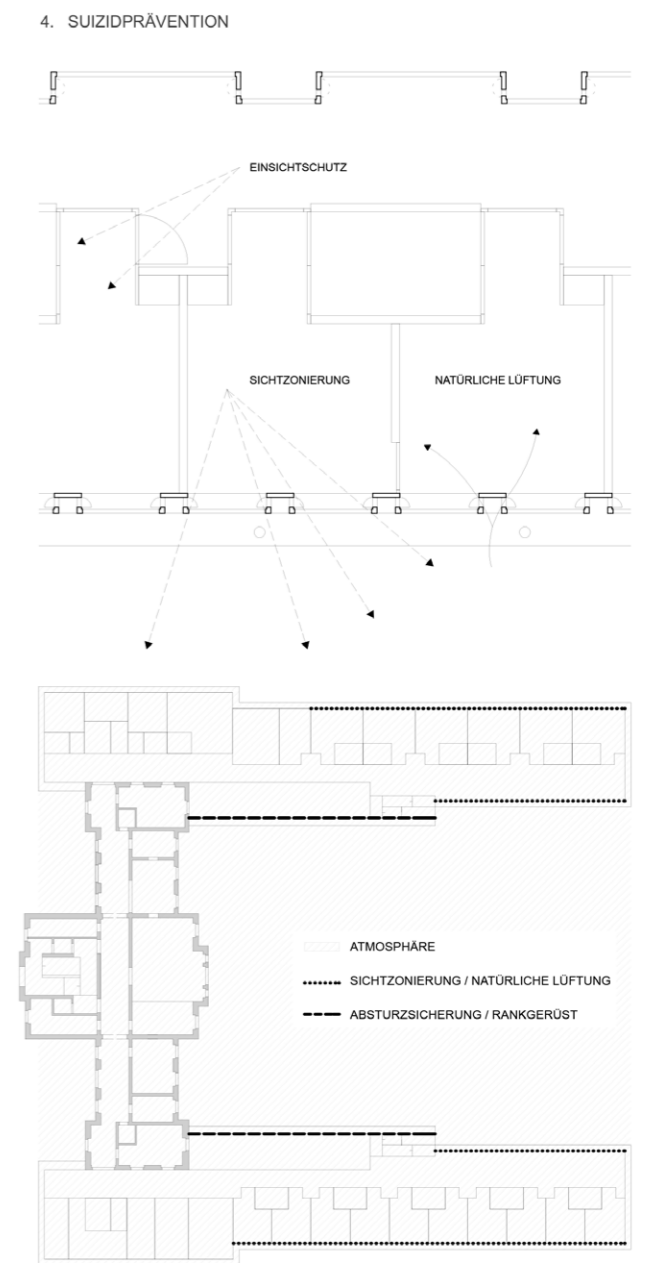 4. SUIZIDPRÄVENTION
EINSICHTSCHUTZ
SICHTZONIERUNG
NATÜRLICHE LÜFTUNG
ATMOSPHÄRE
SICHTZONIERUNG / NATÜRLICHE LÜFTUNG
ABSTURZSICHERUNG / RANKGERÜST